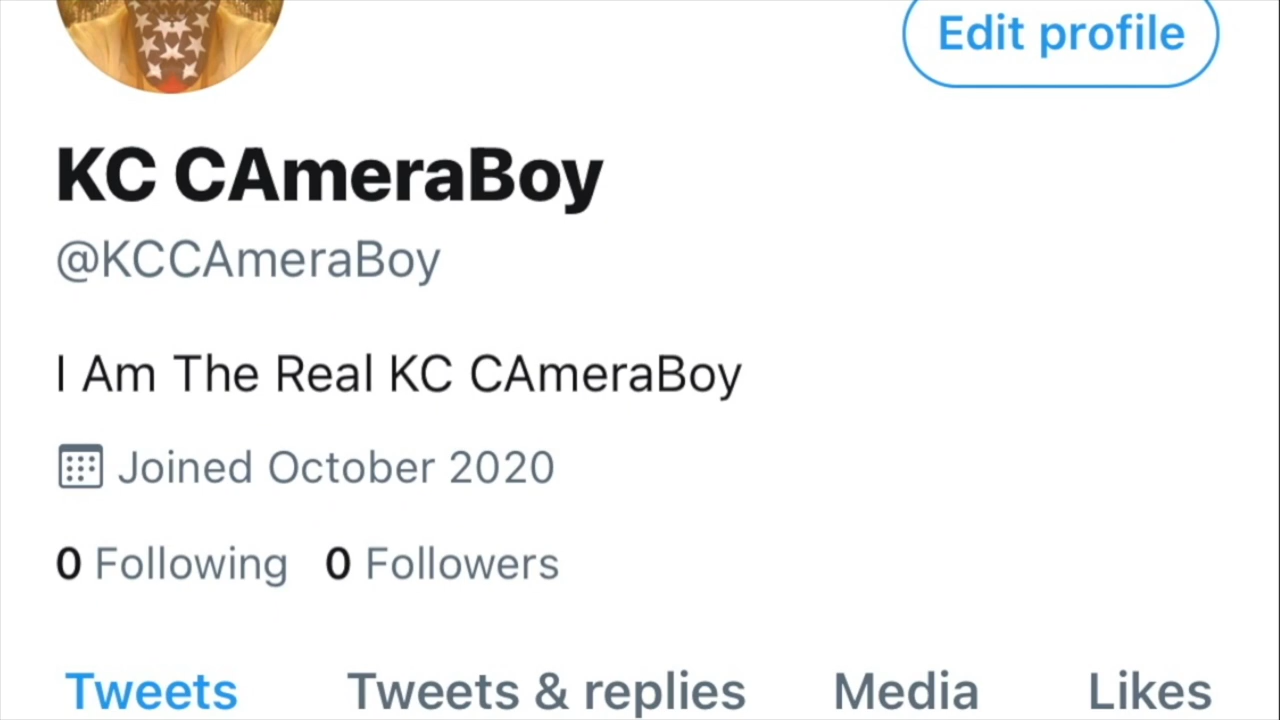 Edit profile
KC CAmeraBoy
@KCCAmeraBoy
I Am The Real KC CAmeraBoy
Joined October 2020
0 Following 0 Followers
Tweets Tweets & replies Media Likes